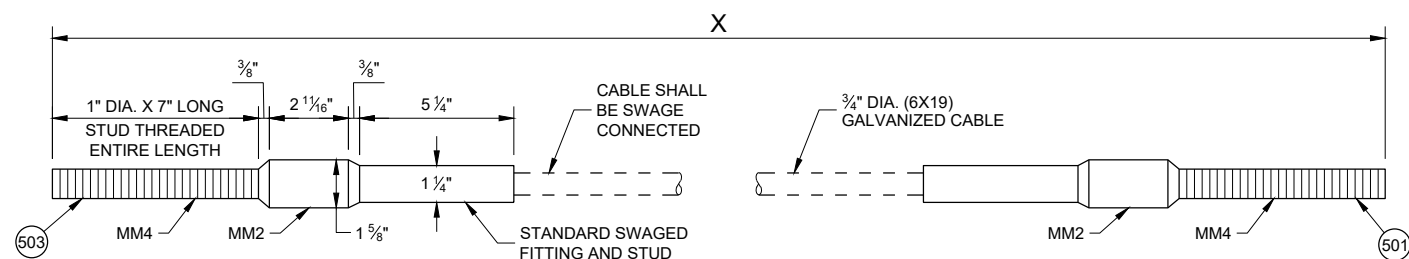 X
⅜"
⅜"
1" DIA. X 7" LONG
STUD THREADED
ENTIRE LENGTH
2 11⁄16"
5 ¼"
CABLE SHALL
BE SWAGE
CONNECTED
¾" DIA. (6X19)
GALVANIZED CABLE
1 ¼"
503
MM4
MM2
1 ⅝"
STANDARD SWAGED
FITTING AND STUD
MM2
MM4
501